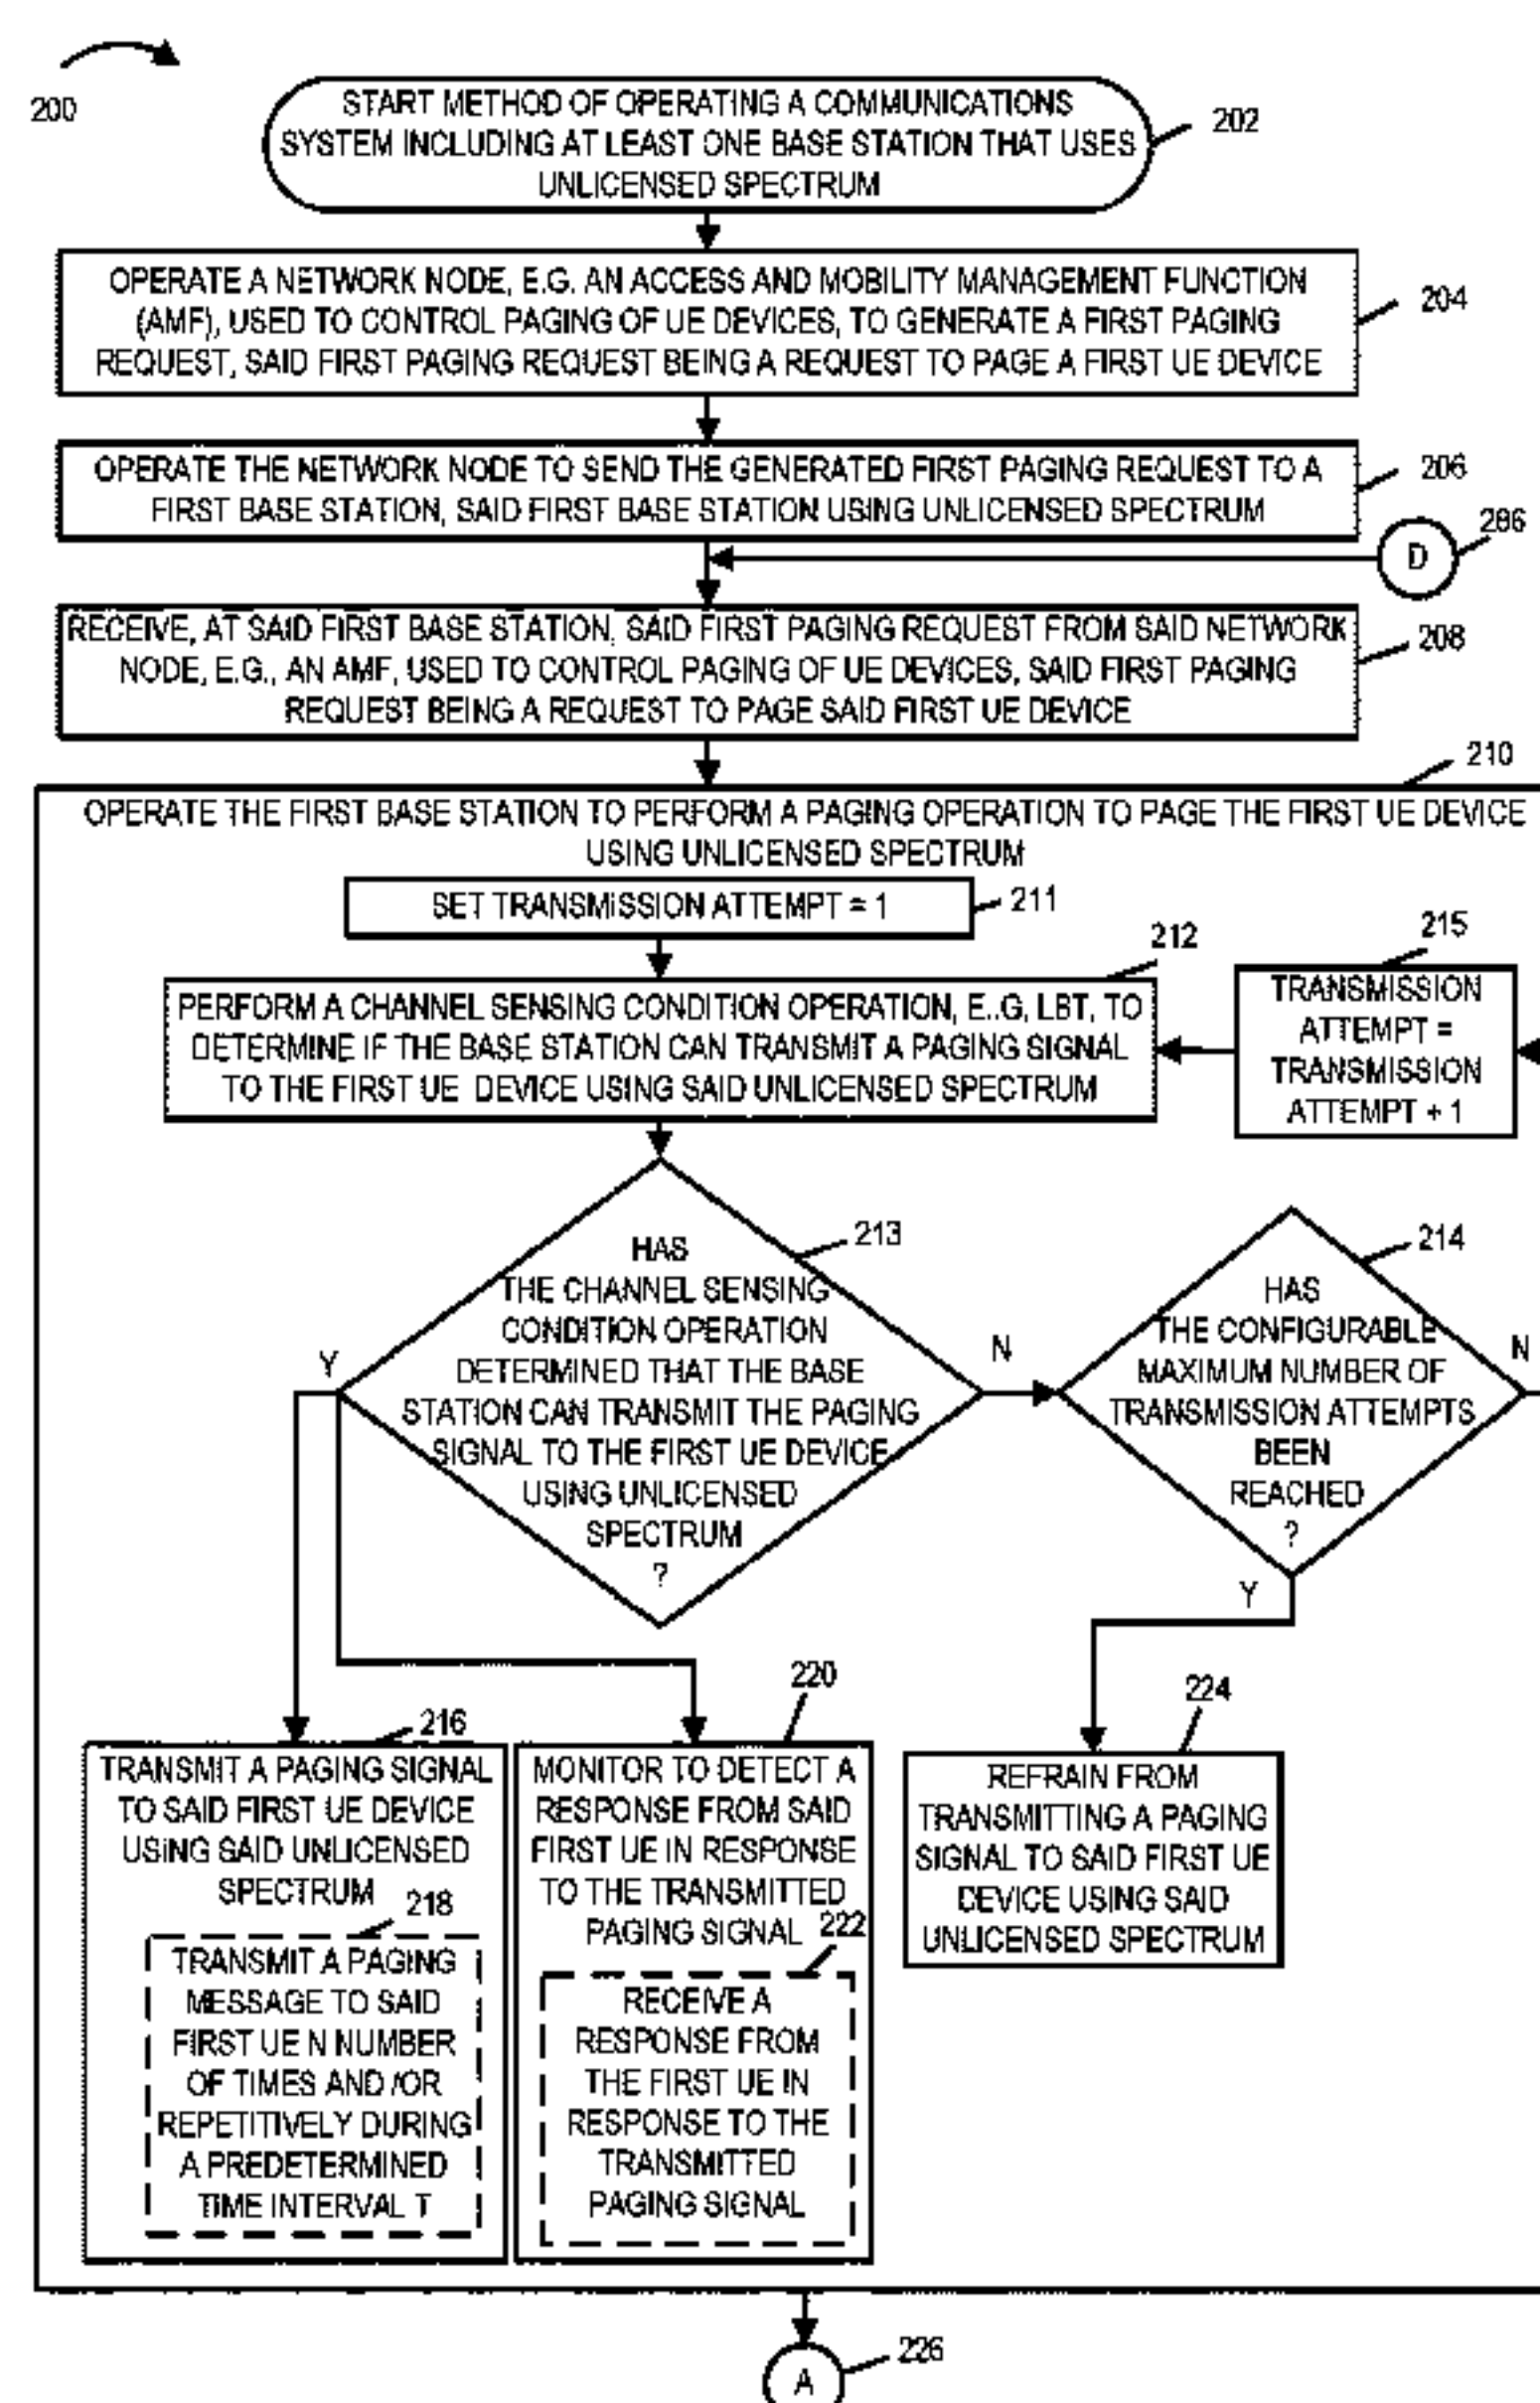 200
START METHOD OF OPERATING A COMMUNICATIONS
SYSTEM INCLUDING AT LEAST ONE BASE STATION THAT USES
UNLICENSED SPECTRUM
202
OPERATE A NETWORK NODE, E.G. AN ACCESS AND MOBILITY MANAGEMENT FUNCTION
(AMF), USED TO CONTROL PAGING OF UE DEVICES, TO GENERATE A FIRST PAGING
REQUEST, SAID FIRST PAGING REQUEST BEING A REQUEST TO PAGE A FIRST UE DEVICE
204
OPERATE THE NETWORK NODE TO SEND THE GENERATED FIRST PAGING REQUEST TO A
FIRST BASE STATION, SAID FIRST BASE STATION USING UNLICENSED SPECTRUM
206
D
286
RECEIVE, AT SAID FIRST BASE STATION, SAID FIRST PAGING REQUEST FROM SAID NETWORK
NODE, E.G., AN AMF, USED TO CONTROL PAGING OF UE DEVICES, SAID FIRST PAGING
REQUEST BEING A REQUEST TO PAGE SAID FIRST UE DEVICE
208
210
OPERATE THE FIRST BASE STATION TO PERFORM A PAGING OPERATION TO PAGE THE FIRST UE DEVICE
USING UNLICENSED SPECTRUM
SET TRANSMISSION ATTEMPT = 1
211
212
PERFORM A CHANNEL SENSING CONDITION OPERATION, E..G, LBT, TO
DETERMINE IF THE BASE STATION CAN TRANSMIT A PAGING SIGNAL
TO THE FIRST UE DEVICE USING SAID UNLICENSED SPECTRUM
215
TRANSMISSION
ATTEMPT =
TRANSMISSION
ATTEMPT + 1
213
HAS
THE CHANNEL SENSING
CONDITION OPERATION
DETERMINED THAT THE BASE
STATION CAN TRANSMIT THE PAGING
SIGNAL TO THE FIRST UE DEVICE
USING UNLICENSED
SPECTRUM
?
Y
N
214
HAS
THE CONFIGURABLE
MAXIMUM NUMBER OF
TRANSMISSION ATTEMPTS
BEEN
REACHED
?
N
Y
216
TRANSMIT A PAGING SIGNAL
TO SAID FIRST UE DEVICE
USING SAID UNLICENSED
SPECTRUM
218
TRANSMIT A PAGING
MESSAGE TO SAID
FIRST UE N NUMBER
OF TIMES AND /OR
REPETITIVELY DURING
A PREDETERMINED
TIME INTERVAL T
220
MONITOR TO DETECT A
RESPONSE FROM SAID
FIRST UE IN RESPONSE
TO THE TRANSMITTED
PAGING SIGNAL
222
RECEIVE A
RESPONSE FROM
THE FIRST UE IN
RESPONSE TO THE
TRANSMITTED
PAGING SIGNAL
224
REFRAIN FROM
TRANSMITTING A PAGING
SIGNAL TO SAID FIRST UE
DEVICE USING SAID
UNLICENSED SPECTRUM
A
226